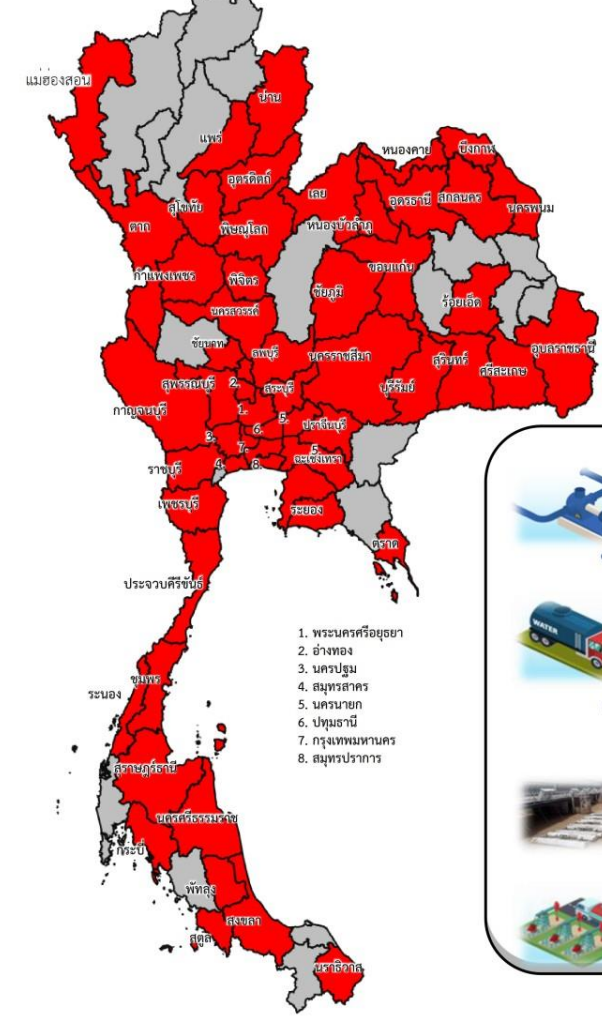 แม่ฮ่องสอน
น่าน
แพร่
หนองคาย
บึงกาฬ
อุตรดิตถ์
เลย
อุดรธานี
สกลนคร
นครพนม
สุโขทัย
ตาก
พิษณุโลก
หนองบัวลำภู
กำแพงเพชร
พิจิตร
ขอนแก่น
ชัยภูมิ
ร้อยเอ็ด
นครสวรรค์
ชัยนาท
ลพบุรี
นครราชสีมา
สุรินทร์
ศรีสะเกษ
อุบลราชธานี
สุพรรณบุรี
2.
สระบุรี
บุรีรัมย์
กาญจนบุรี
1.
5.
ปราจีนบุรี
3.
6.
7.
5.
ฉะเชิงเทรา
ราชบุรี
4.
8.
เพชรบุรี
ระยอง
ตราด
ประจวบคีรีขันธ์
1. พระนครศรีอยุธยา
2. อ่างทอง
3. นครปฐม
4. สมุทรสาคร
5. นครนายก
6. ปทุมธานี
7. กรุงเทพมหานคร
8. สมุทรปราการ
ชุมพร
ระนอง
สุราษฎร์ธานี
นครศรีธรรมราช
กระบี่
พัทลุง
สงขลา
สตูล
นราธิวาส
WATER